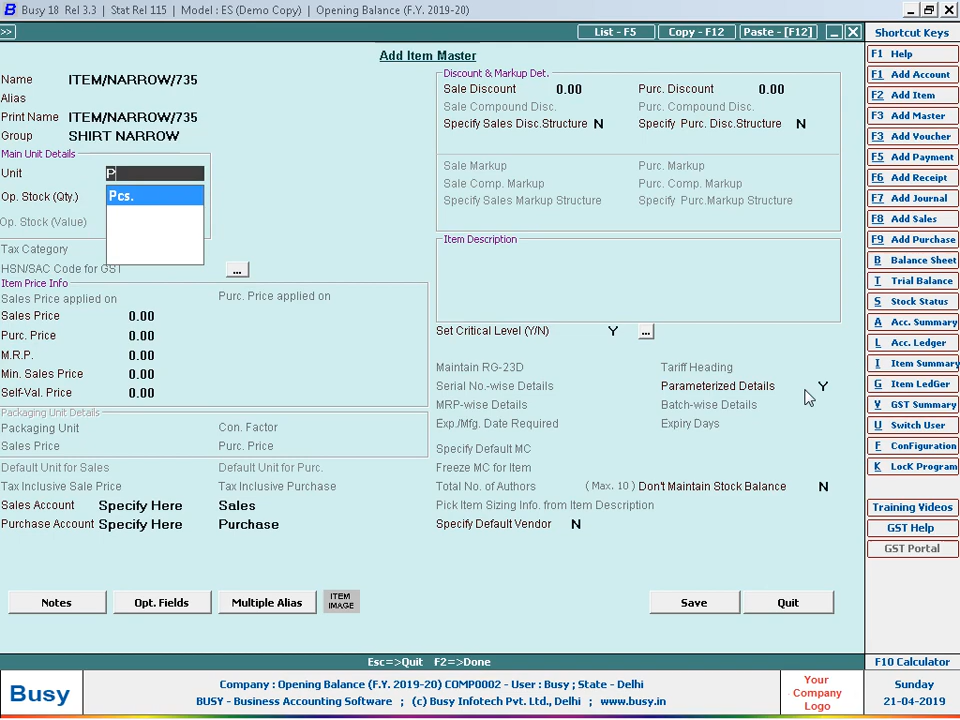 Busy 18 Rel 3.3 | Stat Rel 115 | Model : ES (Demo Copy) | Opening Balance (F.Y. 2019-20)
>> List - F5 Copy - F12 Paste - [F12]
Add Item Master
Name ITEM/NARROW/735
Alias
Print Name ITEM/NARROW/735
Group SHIRT NARROW
Main Unit Details
Unit P
Pcs.
Op. Stock (Qty.)
Op. Stock (Value)
Tax Category
HSN/SAC Code for GST ...
Item Price Info
Sales Price applied on Purc. Price applied on
Sales Price 0.00
Purc. Price 0.00
M.R.P. 0.00
Min. Sales Price 0.00
Self-Val. Price 0.00
Packaging Unit Details
Packaging Unit Con. Factor
Sales Price Purc. Price
Default Unit for Sales Default Unit for Purc.
Tax Inclusive Sale Price Tax Inclusive Purchase
Sales Account Specify Here Sales
Purchase Account Specify Here Purchase
Discount & Markup Det.
Sale Discount 0.00 Purc. Discount 0.00
Sale Compound Disc. Purc. Compound Disc.
Specify Sales Disc.Structure N Specify Purc. Disc.Structure N
Sale Markup Purc. Markup
Sale Comp. Markup Purc. Comp. Markup
Specify Sales Markup Structure Specify Purc.Markup Structure
Item Description
Set Critical Level (Y/N) Y ...
Maintain RG-23D Tariff Heading
Serial No.-wise Details Parameterized Details Y
MRP-wise Details Batch-wise Details
Exp./Mfg. Date Required Expiry Days
Specify Default MC
Freeze MC for Item
Total No. of Authors ( Max. 10 ) Don't Maintain Stock Balance N
Pick Item Sizing Info. from Item Description
Specify Default Vendor N
Notes Opt. Fields Multiple Alias ITEM IMAGE Save Quit
Esc=>Quit F2=>Done
Shortcut Keys
F1 Help
F1 Add Account
F2 Add Item
F3 Add Master
F3 Add Voucher
F5 Add Payment
F6 Add Receipt
F7 Add Journal
F8 Add Sales
F9 Add Purchase
B Balance Sheet
T Trial Balance
S Stock Status
A Acc. Summary
L Acc. Ledger
I Item Summary
G Item LedGer
V GST Summary
U Switch User
F ConFiguration
K LocK Program
Training Videos
GST Help
GST Portal
F10 Calculator
Busy
Company : Opening Balance (F.Y. 2019-20) COMP0002 - User : Busy ; State - Delhi
BUSY - Business Accounting Software ; (c) Busy Infotech Pvt. Ltd., Delhi ; www.busy.in
Your
Company
Logo
Sunday
21-04-2019